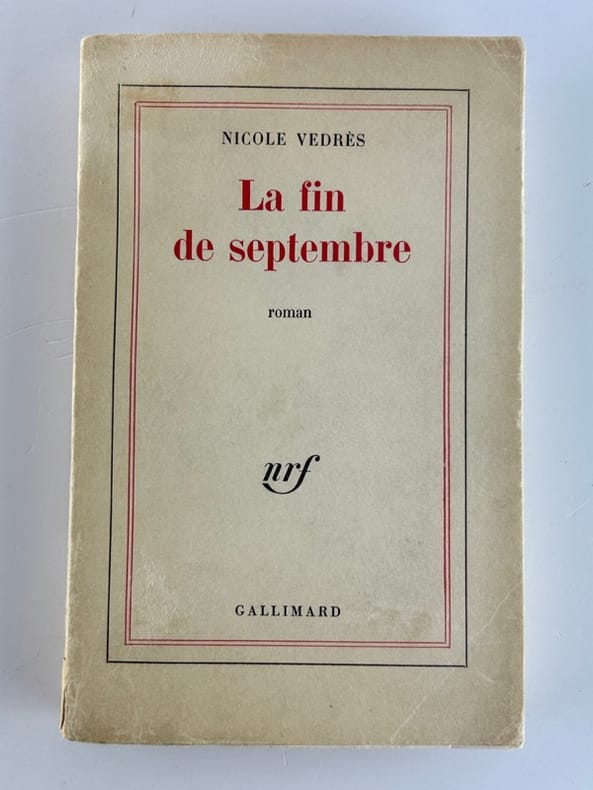 NICOLE VEDRÈS
La fin
de septembre
roman
nrf
GALLIMARD